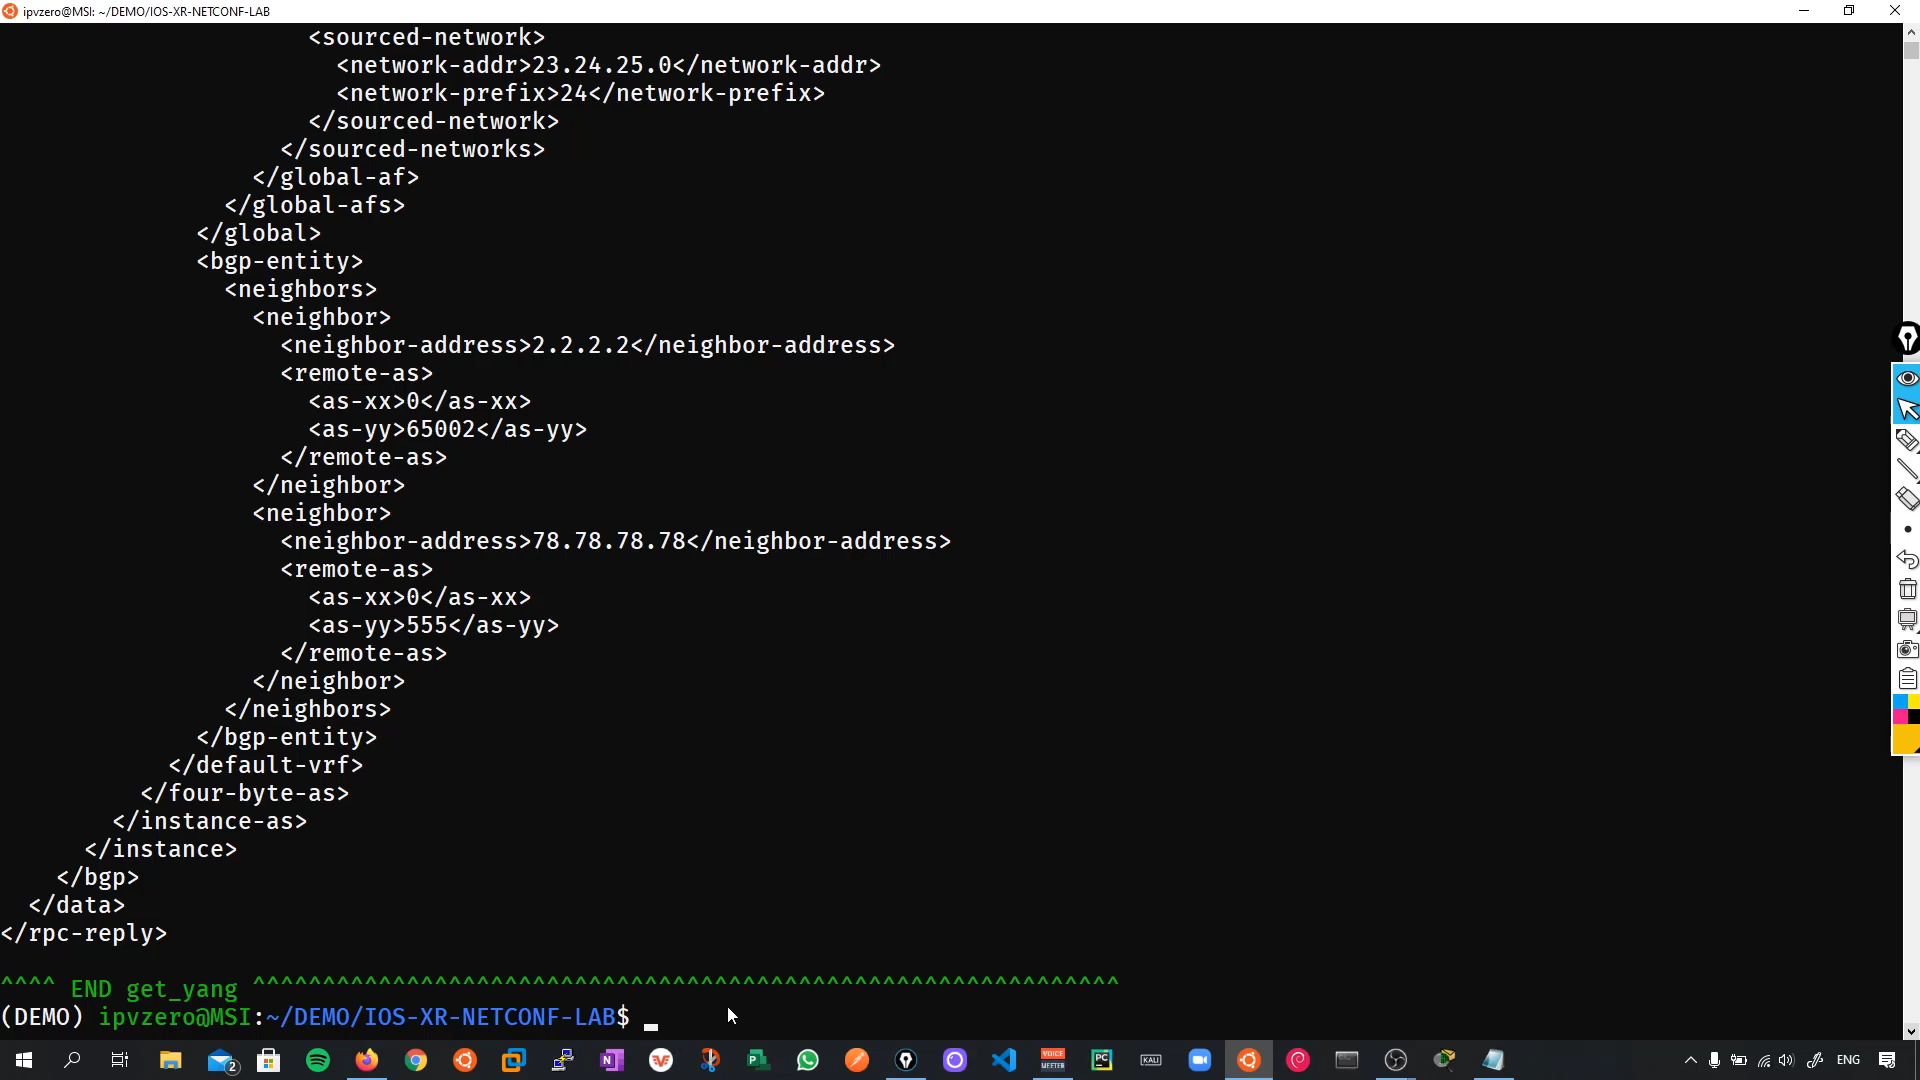 ipvzero@MSI: ~/DEMO/IOS-XR-NETCONF-LAB
<sourced-network>
<network-addr>23.24.25.0</network-addr>
<network-prefix>24</network-prefix>
</sourced-network>
</sourced-networks>
</global-af>
</global-afs>
</global>
<bgp-entity>
<neighbors>
<neighbor>
<neighbor-address>2.2.2.2</neighbor-address>
<remote-as>
<as-xx>0</as-xx>
<as-yy>65002</as-yy>
</remote-as>
</neighbor>
<neighbor>
<neighbor-address>78.78.78.78</neighbor-address>
<remote-as>
<as-xx>0</as-xx>
<as-yy>555</as-yy>
</remote-as>
</neighbor>
</neighbors>
</bgp-entity>
</default-vrf>
</four-byte-as>
</instance-as>
</instance>
</bgp>
</data>
</rpc-reply>
^^^^ END get_yang ^^^^^^^^^^^^^^^^^^^^^^^^^^^^^^^^^^^^^^^^^^^^^^^^^^^^^^^^^^^^^^
(DEMO) ipvzero@MSI:~/DEMO/IOS-XR-NETCONF-LAB$
2
N
P
VOICE
MEETER
PC
KAU
ENG